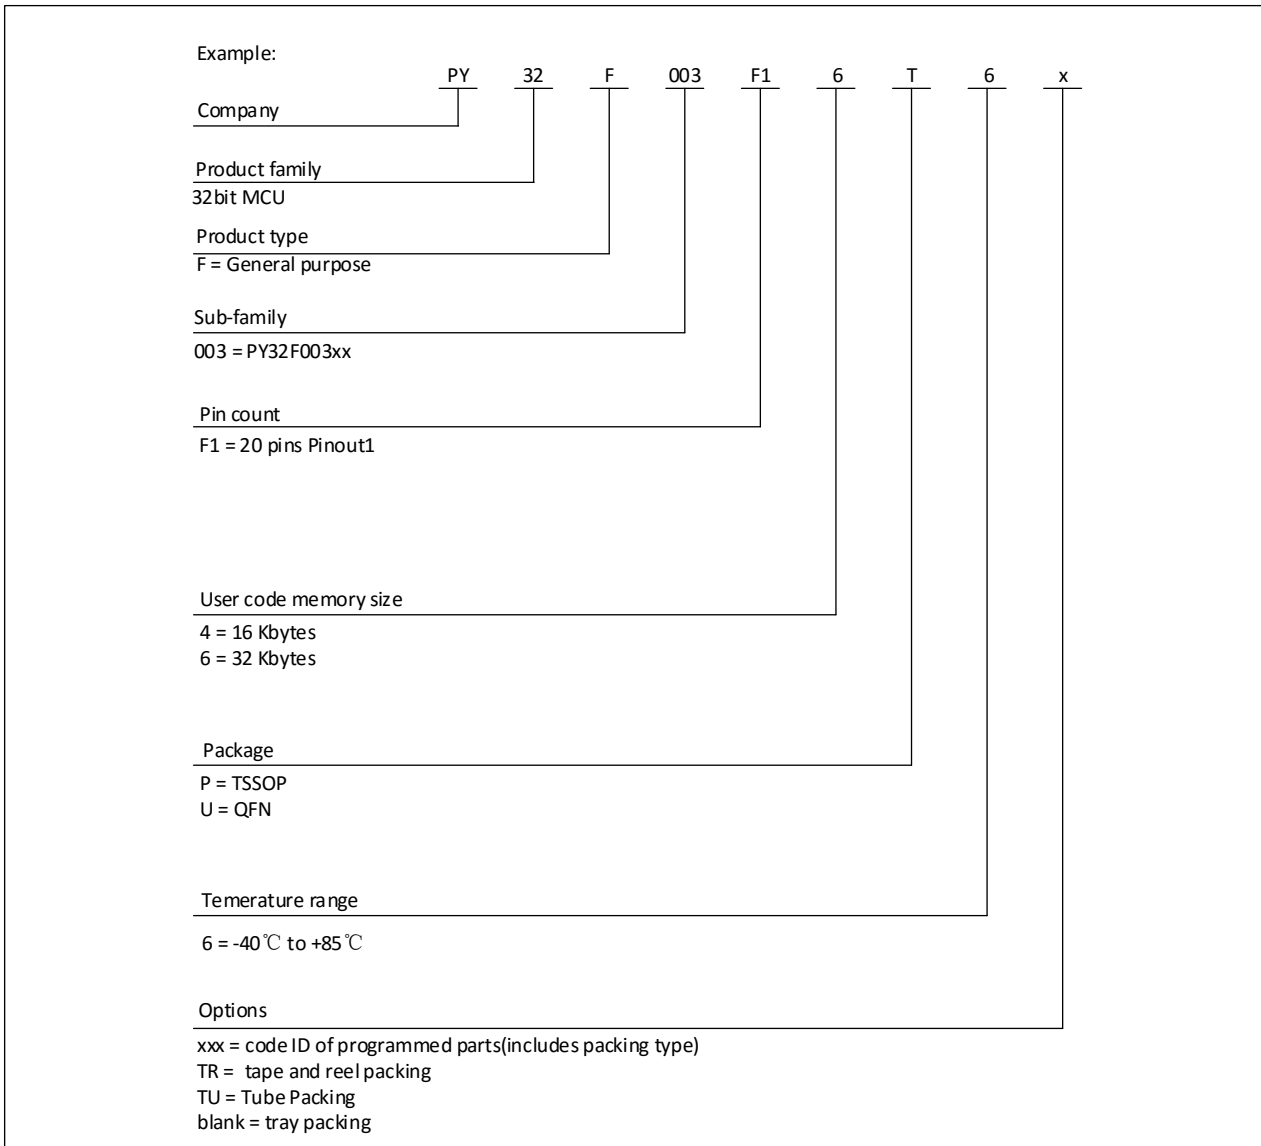 Example:
PY 32 F 003 F1 6 T 6 x
Company
Product family
32bit MCU
Product type
F = General purpose
Sub-family
003 = PY32F003xx
Pin count
F1 = 20 pins Pinout1
User code memory size
4 = 16 Kbytes
6 = 32 Kbytes
Package
P = TSSOP
U = QFN
Temerature range
6 = -40℃ to +85℃
Options
xxx = code ID of programmed parts(includes packing type)
TR = tape and reel packing
TU = Tube Packing
blank = tray packing